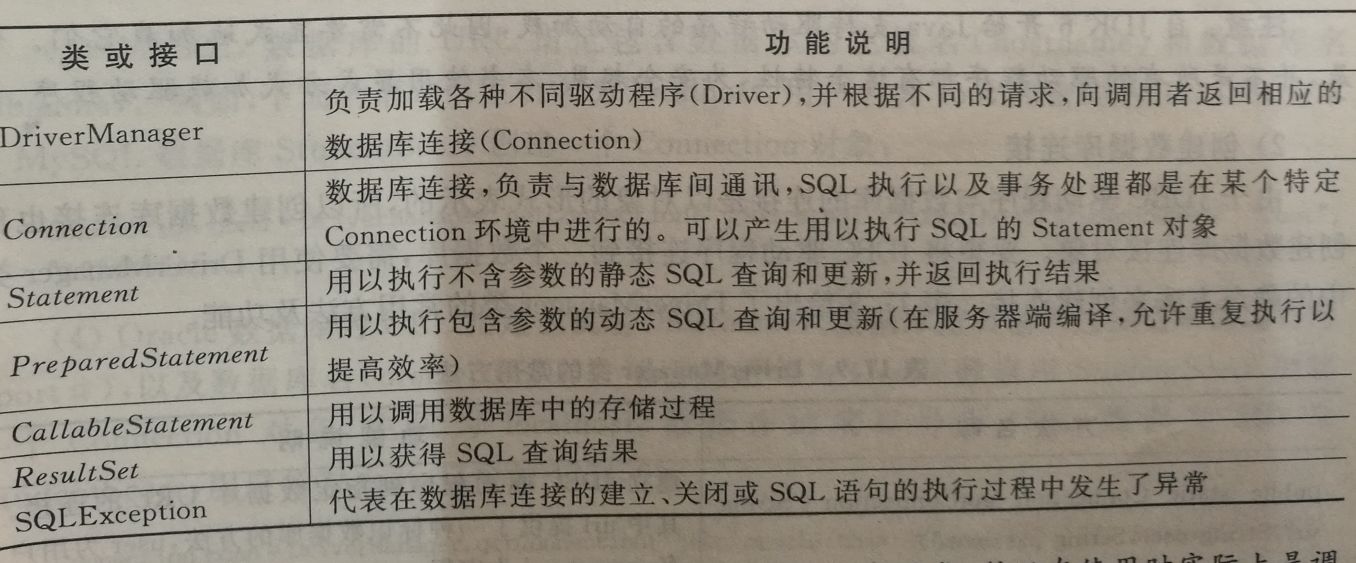 类或接口 功能说明
DriverManager
负责加载各种不同驱动程序(Driver),并根据不同的请求,向调用者返回相应的
数据库连接(Connection)
Connection
数据库连接,负责与数据库间通讯,SQL 执行以及事务处理都是在某个特定
Connection 环境中进行的。可以产生用以执行 SQL 的 Statement 对象
Statement
用以执行不含参数的静态 SQL 查询和更新,并返回执行结果
PreparedStatement
用以执行包含参数的动态 SQL 查询和更新(在服务器端编译,允许重复执行以
提高效率)
CallableStatement
用以调用数据库中的存储过程
ResultSet
用以获得 SQL 查询结果
SQLException
代表在数据库连接的建立、关闭或 SQL 语句的执行过程中发生了异常